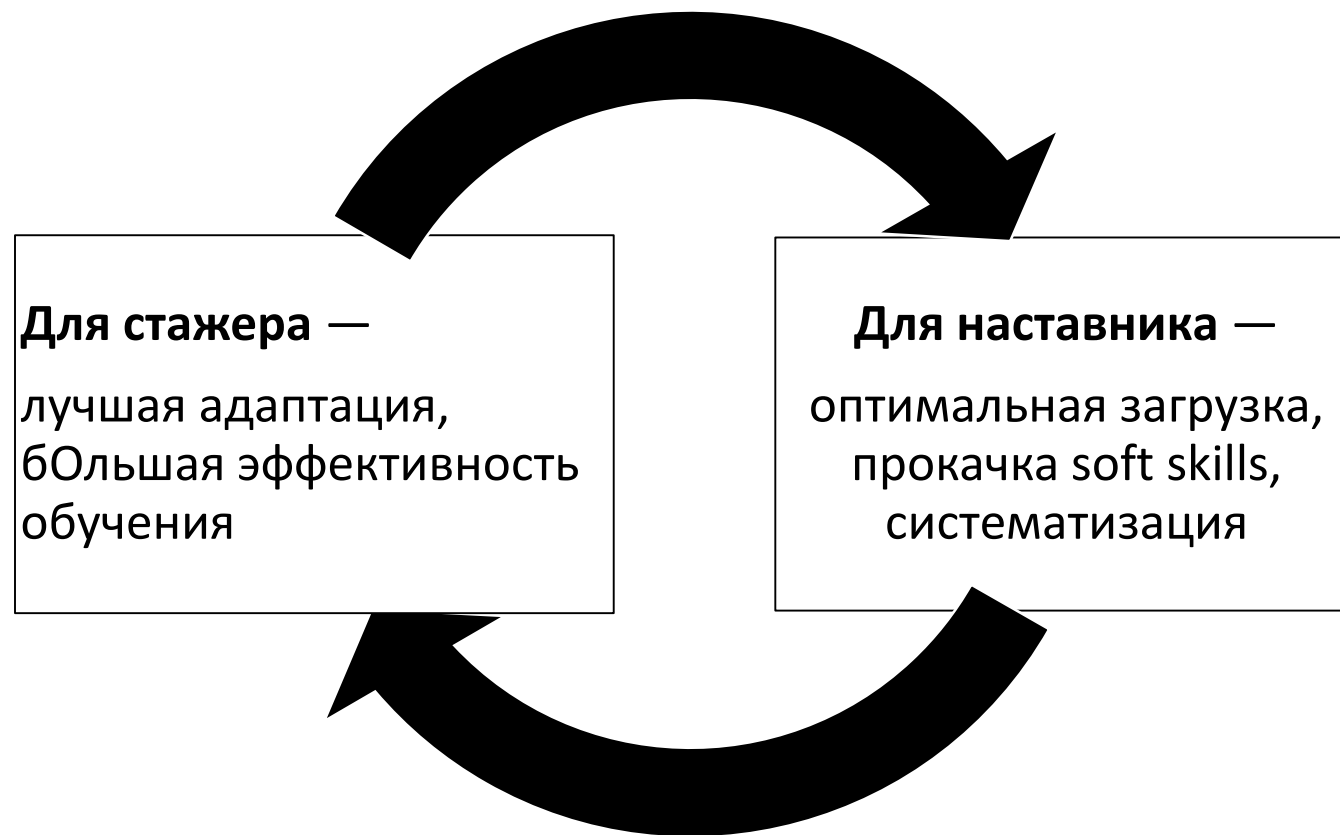 Для стажера —
лучшая адаптация,
бОльшая эффективность
обучения
Для наставника —
оптимальная загрузка,
прокачка soft skills,
систематизация